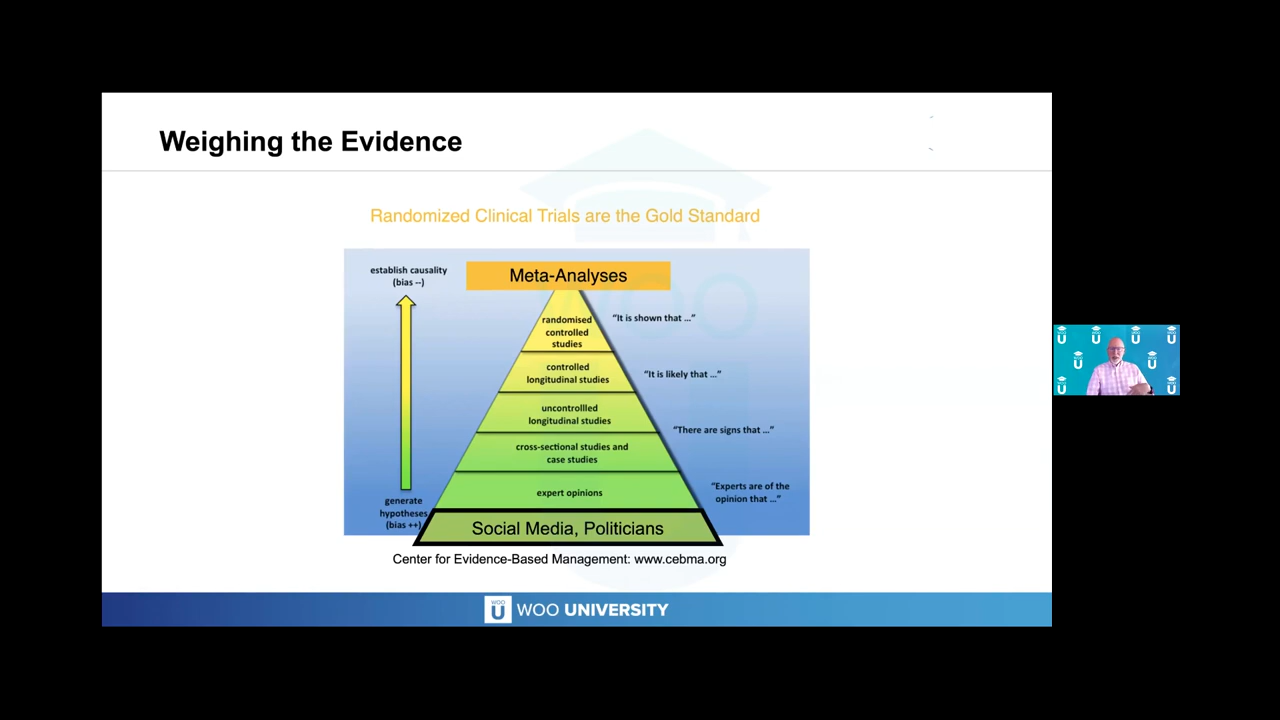 Weighing the Evidence
Randomized Clinical Trials are the Gold Standard
establish causality
(bias --)
Meta-Analyses
randomised
controlled
studies
"It is shown that ..."
controlled
longitudinal studies
"It is likely that ..."
uncontrollled
longitudinal studies
"There are signs that ..."
cross-sectional studies and
case studies
expert opinions
"Experts are of the
opinion that ..."
generate
hypotheses
(bias ++)
Social Media, Politicians
Center for Evidence-Based Management: www.cebma.org
WOO
U
WOO UNIVERSITY
WOO